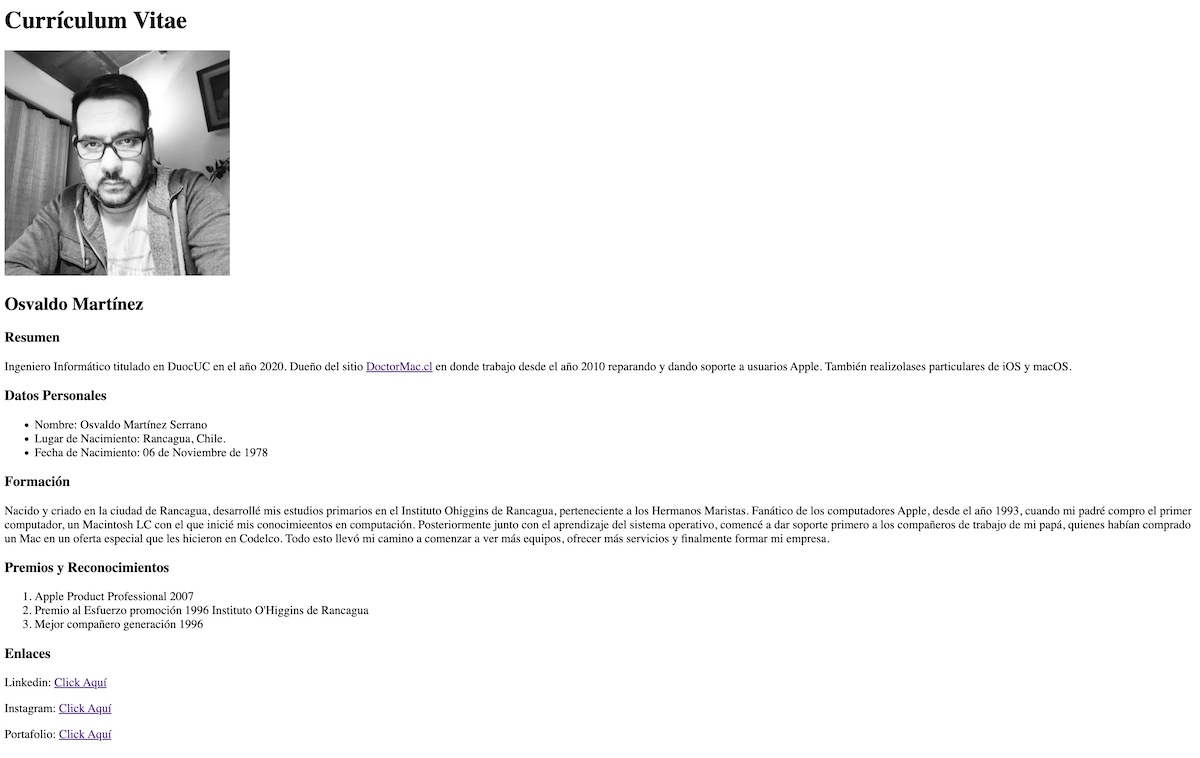 Currículum Vitae
Osvaldo Martínez
Resumen
Ingeniero Informático titulado en DuocUC en el año 2020. Dueño del sitio DoctorMac.cl en donde trabajo desde el año 2010 reparando y dando soporte a usuarios Apple. También realizolases particulares de iOS y macOS.
Datos Personales
• Nombre: Osvaldo Martínez Serrano
• Lugar de Nacimiento: Rancagua, Chile.
• Fecha de Nacimiento: 06 de Noviembre de 1978
Formación
Nacido y criado en la ciudad de Rancagua, desarrollé mis estudios primarios en el Instituto Ohiggins de Rancagua, perteneciente a los Hermanos Maristas. Fanático de los computadores Apple, desde el año 1993, cuando mi padré compro el primer
computador, un Macintosh LC con el que inicié mis conocimieentos en computación. Posteriormente junto con el aprendizaje del sistema operativo, comencé a dar soporte primero a los compañeros de trabajo de mi papá, quienes habían comprado
un Mac en un oferta especial que les hicieron en Codelco. Todo esto llevó mi camino a comenzar a ver más equipos, ofrecer más servicios y finalmente formar mi empresa.
Premios y Reconocimientos
1. Apple Product Professional 2007
2. Premio al Esfuerzo promoción 1996 Instituto O'Higgins de Rancagua
3. Mejor compañero generación 1996
Enlaces
Linkedin: Click Aquí
Instagram: Click Aquí
Portafolio: Click Aquí